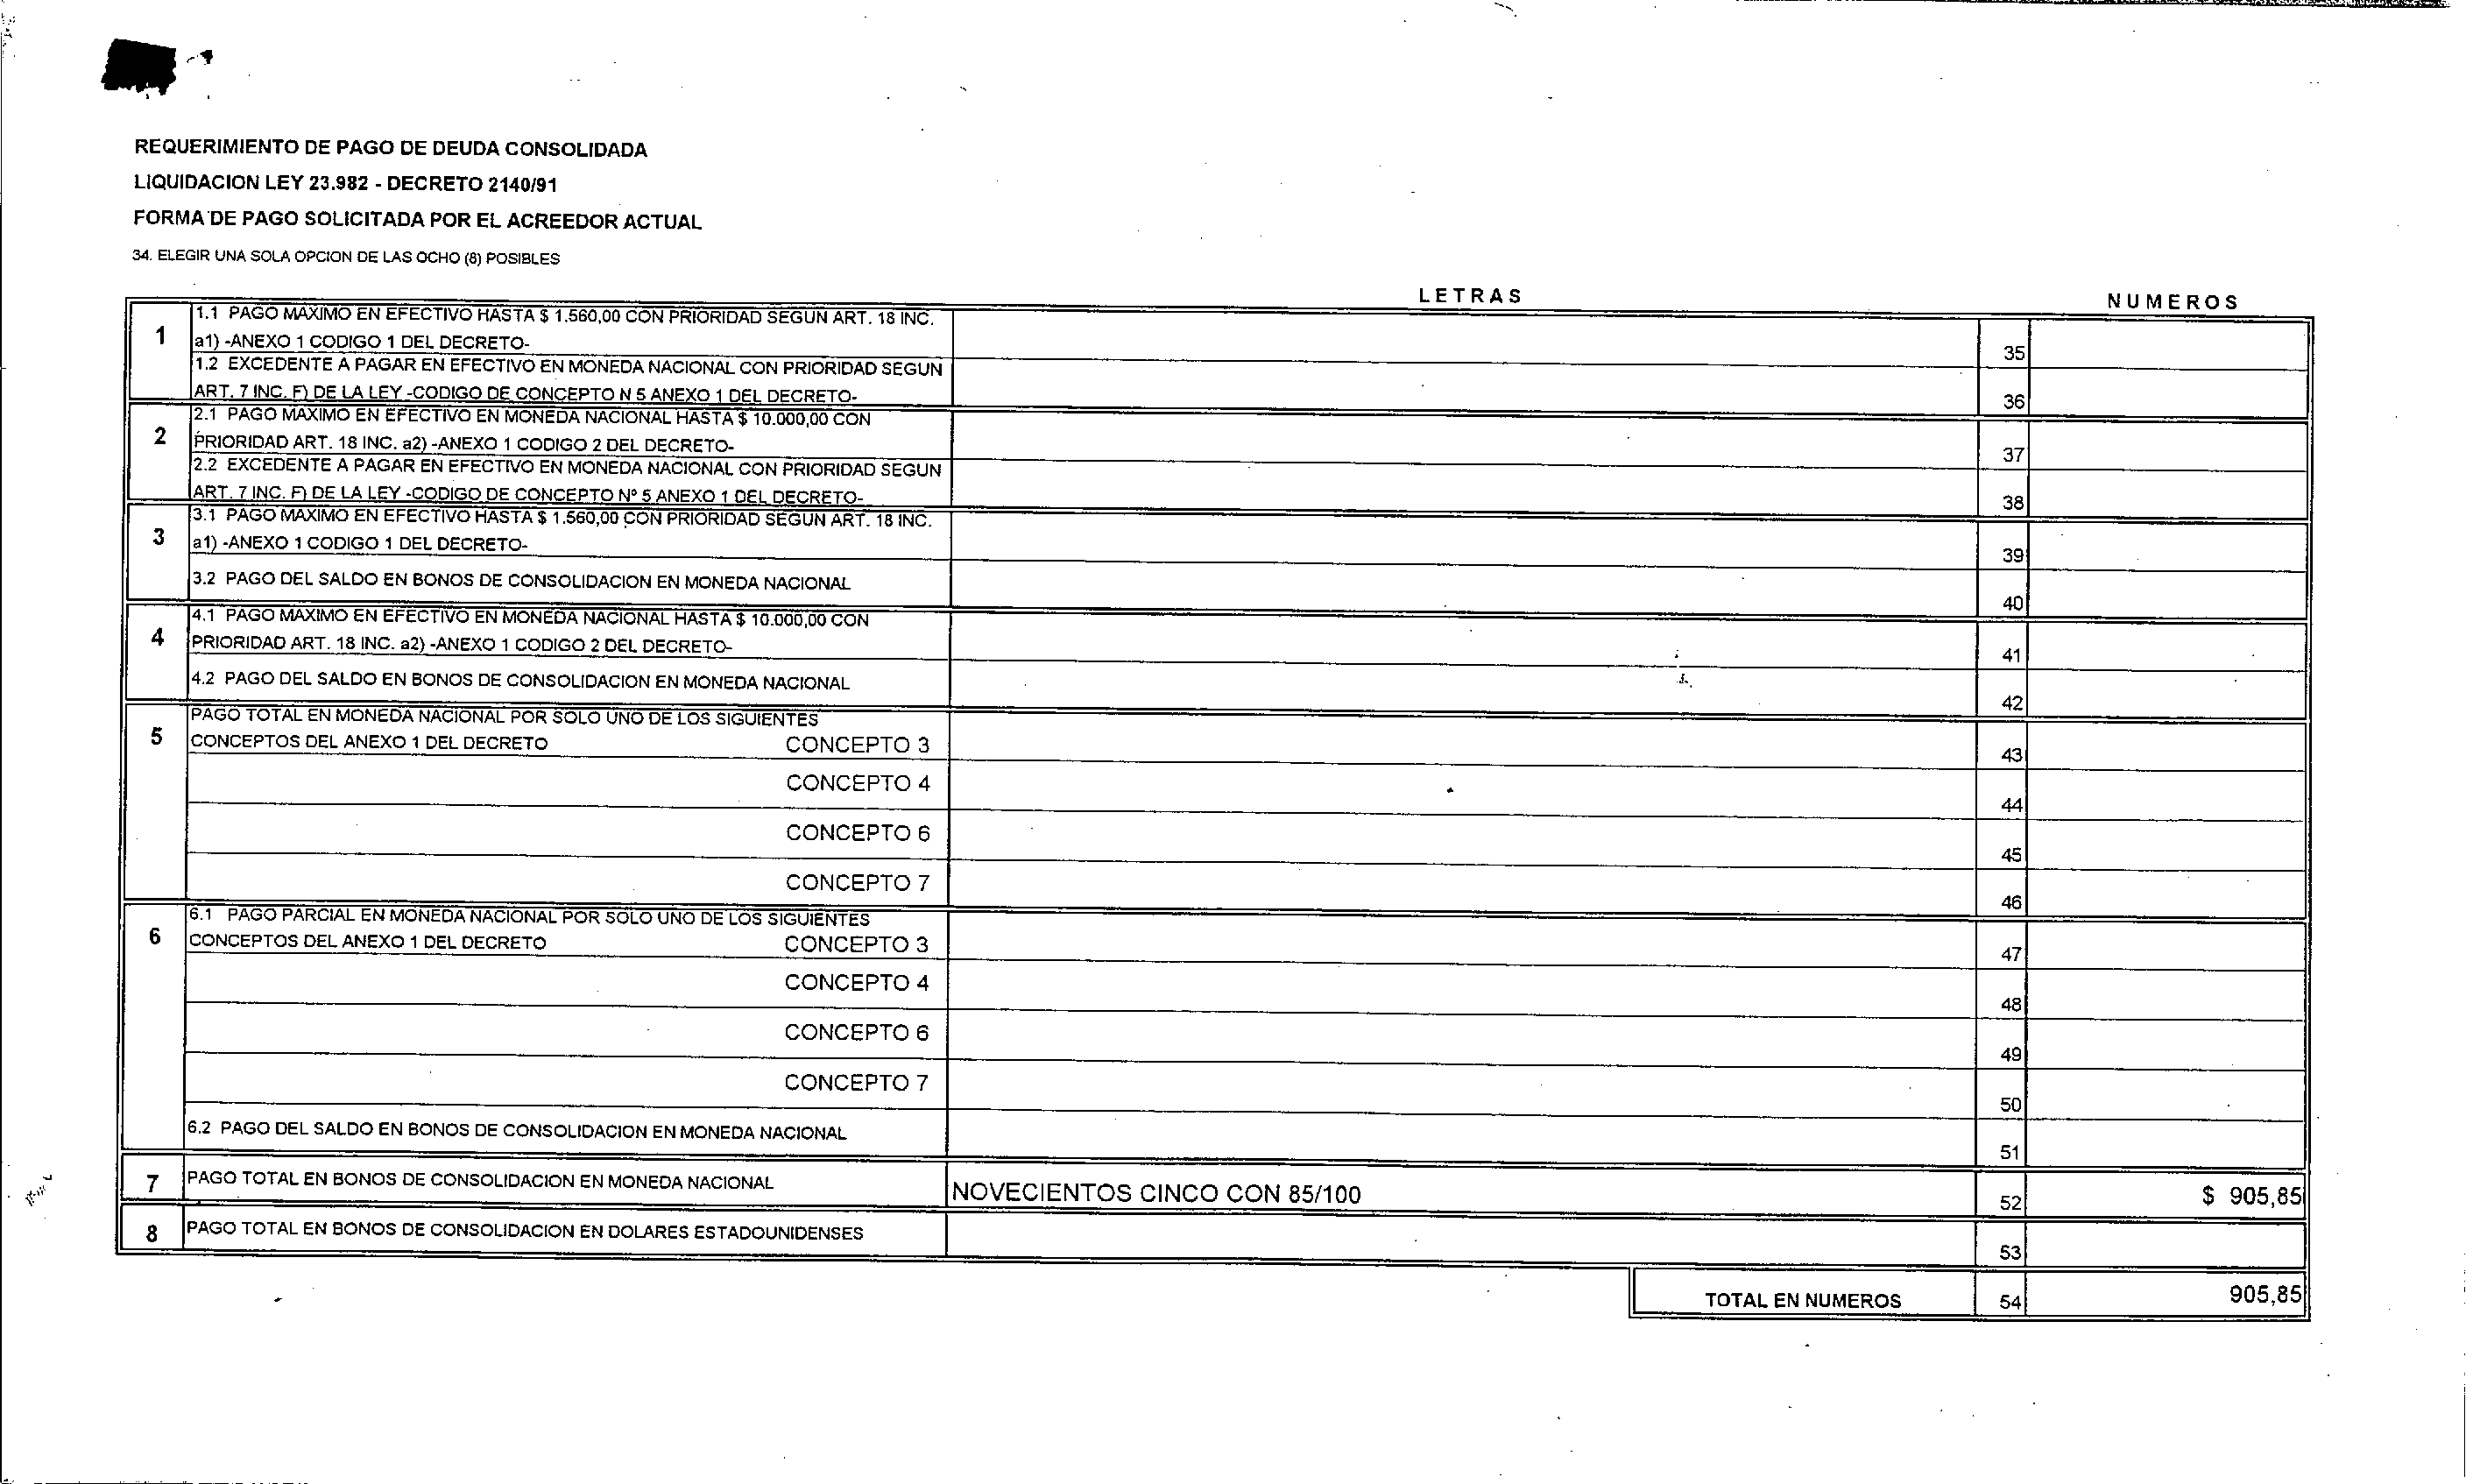 REQUERIMIENTO DE PAGO DE DEUDA CONSOLIDADA
LIQUIDACION LEY 23.982 - DECRETO 2140/91
FORMA DE PAGO SOLICITADA POR EL ACREEDOR ACTUAL
34. ELEGIR UNA SOLA OPCION DE LAS OCHO (8) POSIBLES
LETRAS NUMEROS
1 1.1 PAGO MAXIMO EN EFECTIVO HASTA $ 1.560,00 CON PRIORIDAD SEGUN ART. 18 INC.
a1) -ANEXO 1 CODIGO 1 DEL DECRETO- 35
1.2 EXCEDENTE A PAGAR EN EFECTIVO EN MONEDA NACIONAL CON PRIORIDAD SEGUN
ART. 7 INC. F) DE LA LEY -CODIGO DE CONCEPTO N 5 ANEXO 1 DEL DECRETO- 36
2 2.1 PAGO MAXIMO EN EFECTIVO EN MONEDA NACIONAL HASTA $ 10.000,00 CON
PRIORIDAD ART. 18 INC. a2) -ANEXO 1 CODIGO 2 DEL DECRETO- 37
2.2 EXCEDENTE A PAGAR EN EFECTIVO EN MONEDA NACIONAL CON PRIORIDAD SEGUN
ART. 7 INC. F) DE LA LEY -CODIGO DE CONCEPTO Nº 5 ANEXO 1 DEL DECRETO- 38
3 3.1 PAGO MAXIMO EN EFECTIVO HASTA $ 1.560,00 CON PRIORIDAD SEGUN ART. 18 INC.
a1) -ANEXO 1 CODIGO 1 DEL DECRETO- 39
3.2 PAGO DEL SALDO EN BONOS DE CONSOLIDACION EN MONEDA NACIONAL 40
4 4.1 PAGO MAXIMO EN EFECTIVO EN MONEDA NACIONAL HASTA $ 10.000,00 CON
PRIORIDAD ART. 18 INC. a2) -ANEXO 1 CODIGO 2 DEL DECRETO- 41
4.2 PAGO DEL SALDO EN BONOS DE CONSOLIDACION EN MONEDA NACIONAL 42
5 PAGO TOTAL EN MONEDA NACIONAL POR SOLO UNO DE LOS SIGUIENTES
CONCEPTOS DEL ANEXO 1 DEL DECRETO CONCEPTO 3 43
CONCEPTO 4 44
CONCEPTO 6 45
CONCEPTO 7 46
6 6.1 PAGO PARCIAL EN MONEDA NACIONAL POR SOLO UNO DE LOS SIGUIENTES
CONCEPTOS DEL ANEXO 1 DEL DECRETO CONCEPTO 3 47
CONCEPTO 4 48
CONCEPTO 6 49
CONCEPTO 7 50
6.2 PAGO DEL SALDO EN BONOS DE CONSOLIDACION EN MONEDA NACIONAL 51
7 PAGO TOTAL EN BONOS DE CONSOLIDACION EN MONEDA NACIONAL NOVECIENTOS CINCO CON 85/100 52 $ 905,85
8 PAGO TOTAL EN BONOS DE CONSOLIDACION EN DOLARES ESTADOUNIDENSES 53
TOTAL EN NUMEROS 54 905,85